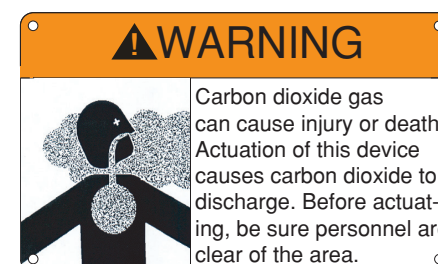 WARNING
Carbon dioxide gas
can cause injury or death
Actuation of this device
causes carbon dioxide to
discharge. Before actuat-
ing, be sure personnel
clear of the area.